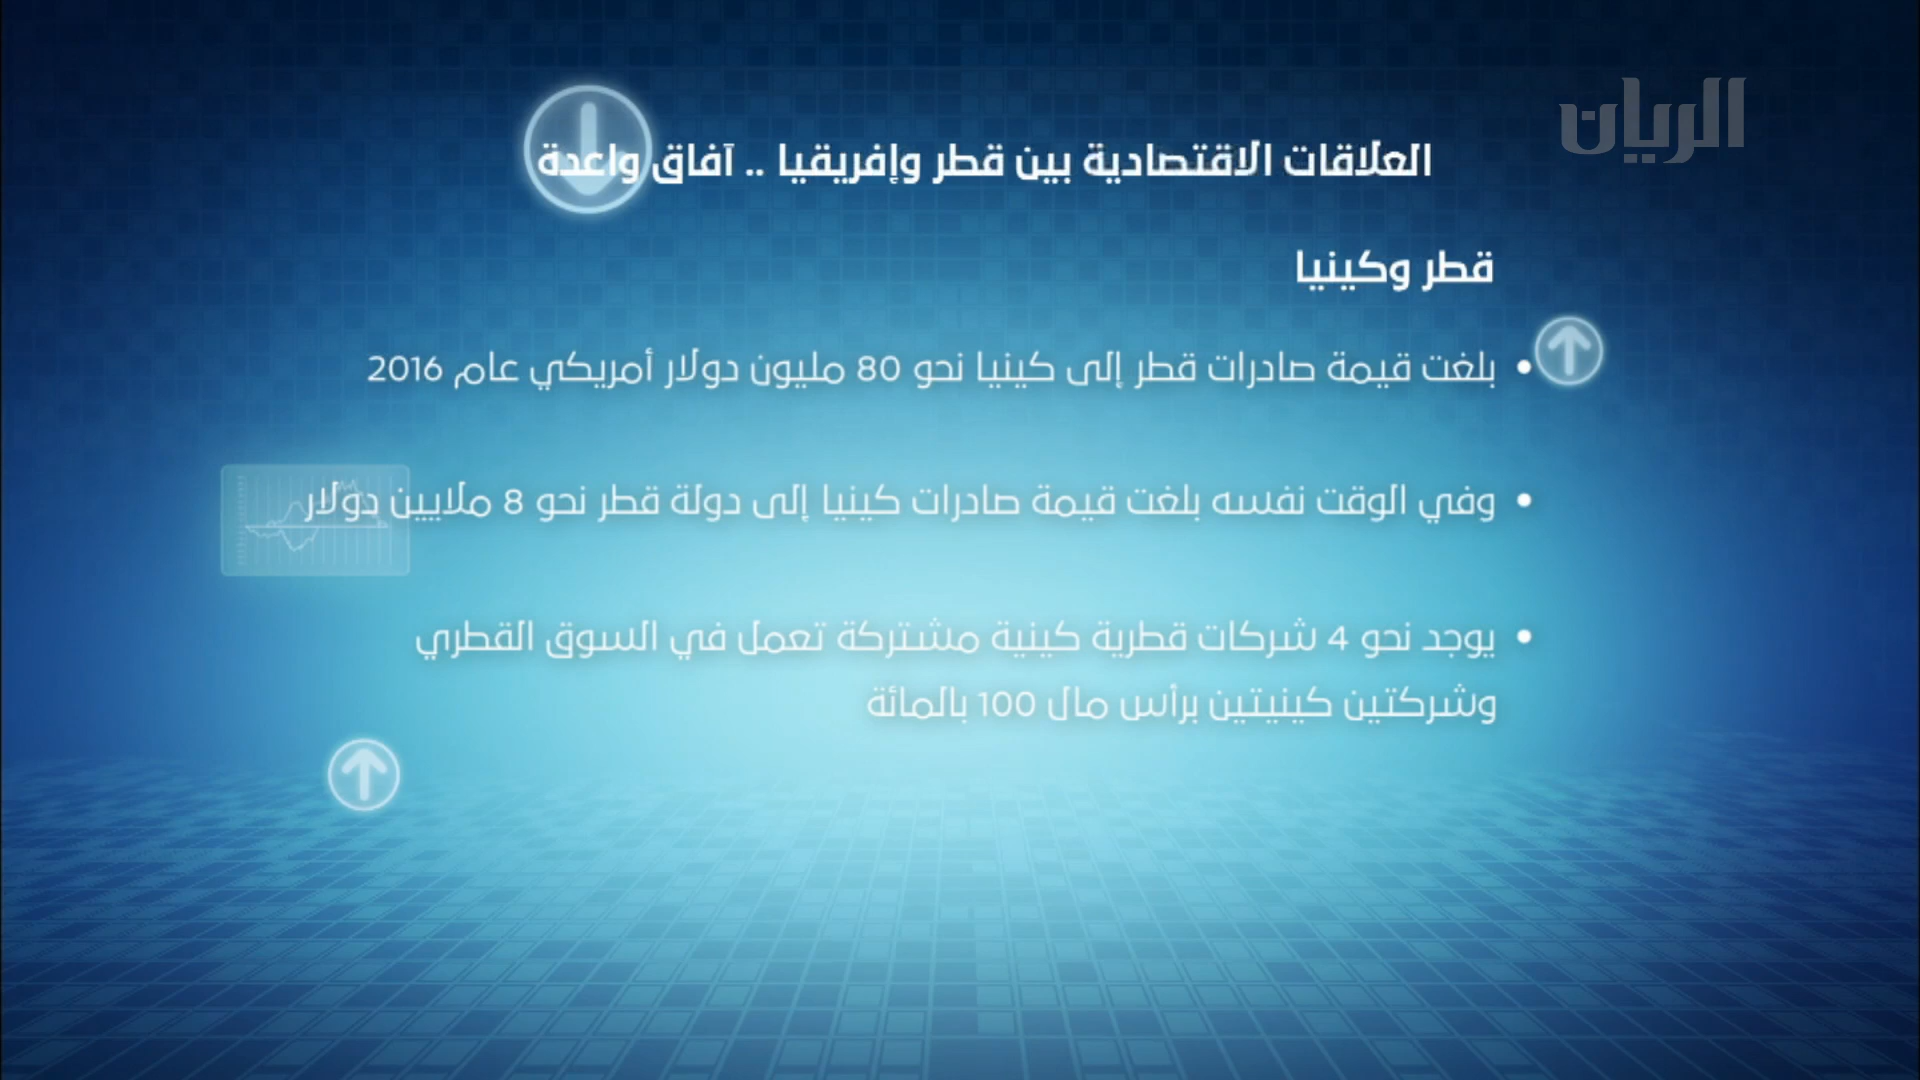 الريان
العلاقات الاقتصادية بين قطر وإفريقيا .. آفاق واعدة
قطر وكينيا
• بلغت قيمة صادرات قطر إلى كينيا نحو 80 مليون دولار أمريكي عام 2016
• وفي الوقت نفسه بلغت قيمة صادرات كينيا إلى دولة قطر نحو 8 ملايين دولار
• يوجد نحو 4 شركات قطرية كينية مشتركة تعمل في السوق القطري
وشركتين كينيتين برأس مال 100 بالمائة